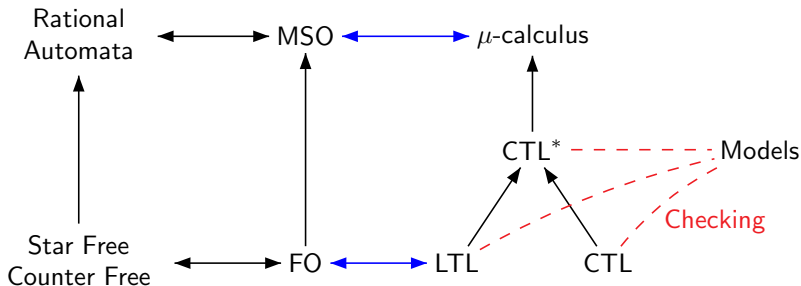 Rational
Automata
MSO
μ-calculus
CTL*
Models
Checking
Star Free
Counter Free
FO
LTL
CTL